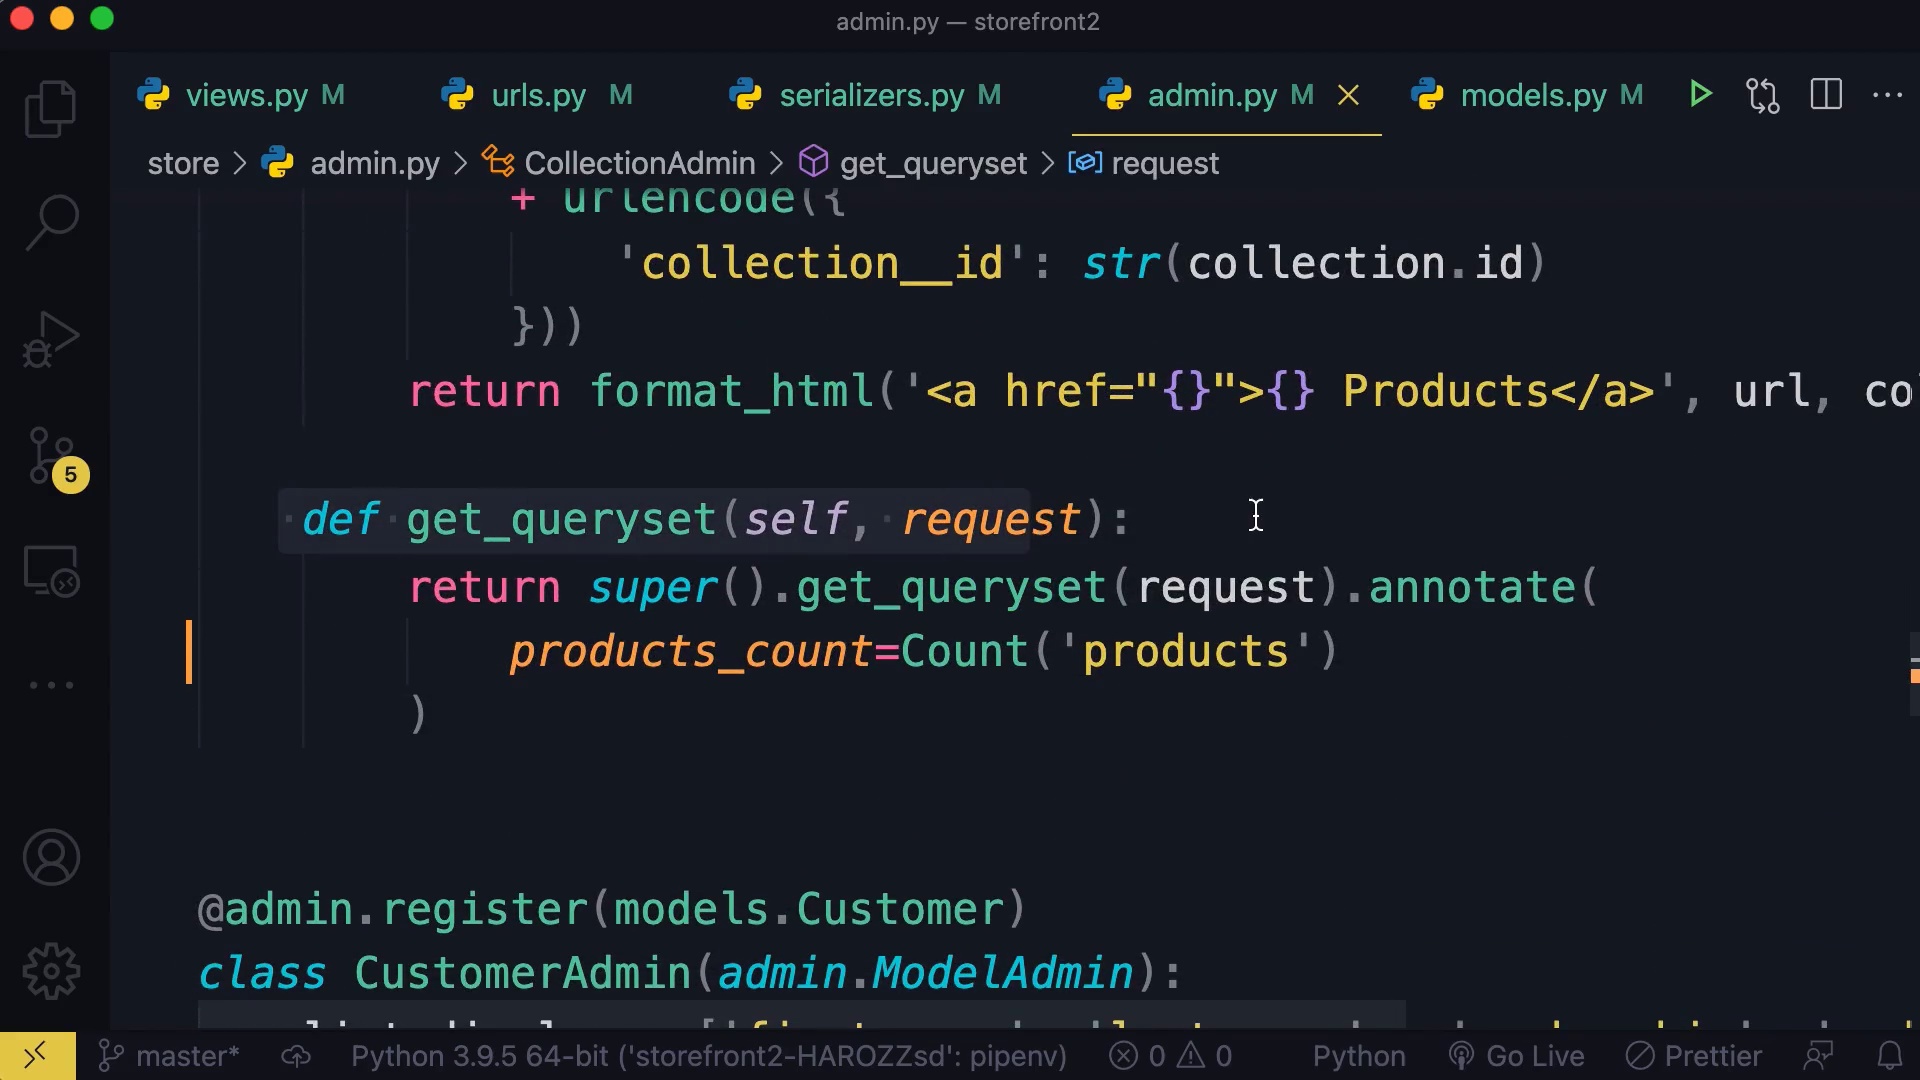 admin.py — storefront2
views.py M urls.py M serializers.py M admin.py M models.py M
store > admin.py > CollectionAdmin > get_queryset > request
+ urlencode({
'collection__id': str(collection.id)
}))
return format_html('<a href="{}">{} Products</a>', url, co
def get_queryset(self, request):
return super().get_queryset(request).annotate(
products_count=Count('products')
)
@admin.register(models.Customer)
class CustomerAdmin(admin.ModelAdmin):
5
master* Python 3.9.5 64-bit ('storefront2-HAROZZsd': pipenv) 0 0 Python Go Live Prettier